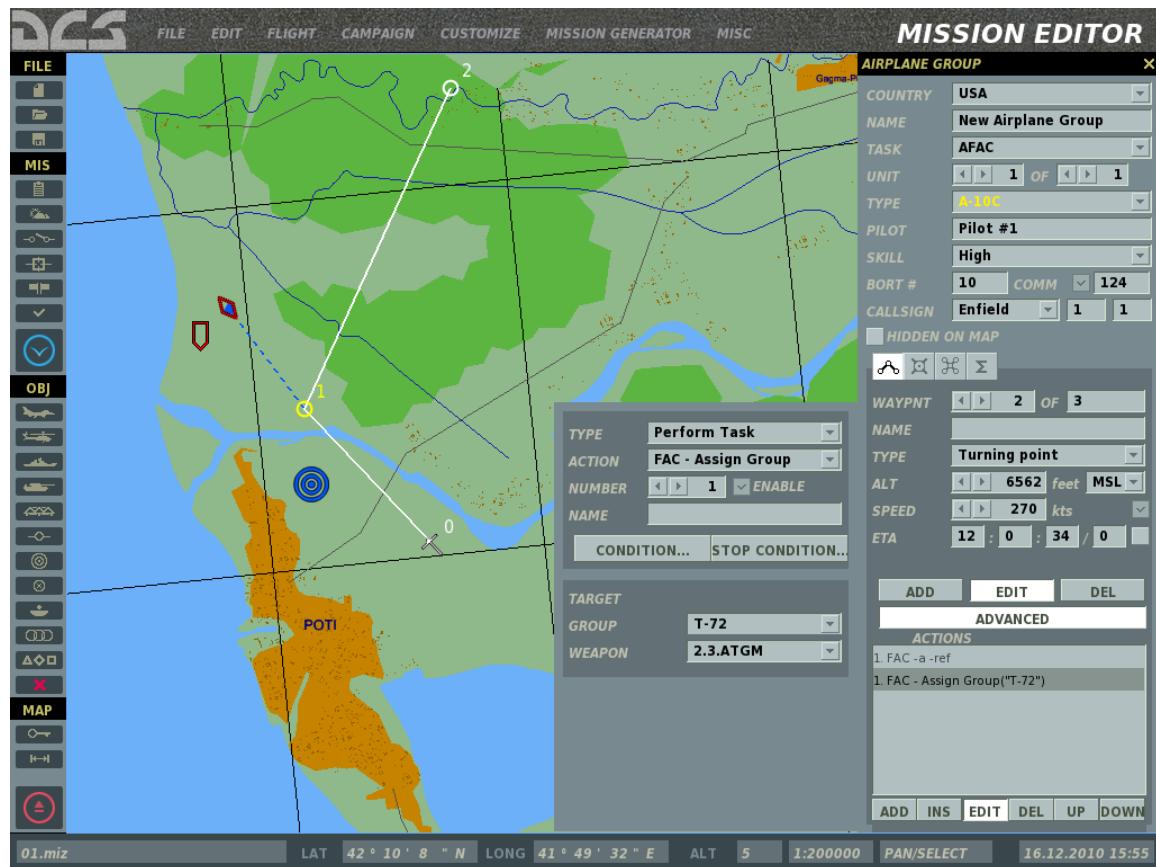 DCS FILE EDIT FLIGHT CAMPAIGN CUSTOMIZE MISSION GENERATOR MISC MISSION EDITOR
FILE
MIS
OBJ
MAP
2
1
0
POTI
TYPE Perform Task
ACTION FAC - Assign Group
NUMBER 1 ENABLE
NAME
CONDITION... STOP CONDITION...
TARGET
GROUP T-72
WEAPON 2.3.ATGM
AIRPLANE GROUP
COUNTRY USA
NAME New Airplane Group
TASK AFAC
UNIT 1 OF 1
TYPE A-10C
PILOT Pilot #1
SKILL High
BORT # 10 COMM 124
CALLSIGN Enfield 1 1
HIDDEN ON MAP
WAYPNT 2 OF 3
NAME
TYPE Turning point
ALT 6562 feet MSL
SPEED 270 kts
ETA 12 : 0 : 34 / 0
ADD EDIT DEL
ADVANCED
ACTIONS
1. FAC -a -ref
1. FAC - Assign Group("T-72")
ADD INS EDIT DEL UP DOWN
01.miz LAT 42 ° 10 ' 8 " N LONG 41 ° 49 ' 32 " E ALT 5 1:200000 PAN/SELECT 16.12.2010 15:55